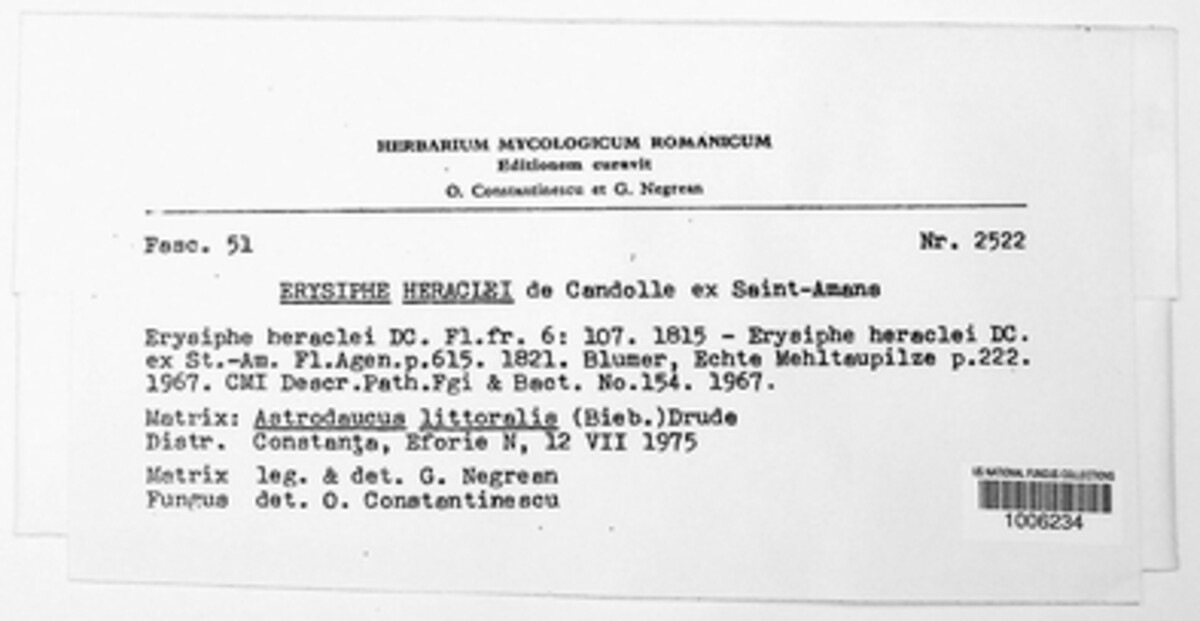 HERBARIUM MYCOLOGICUM ROMANICUM
Editionem curavit
O. Constantinescu et G. Negrean
Fasc. 51 Nr. 2522
ERYSIPHE HERACLEI de Candolle ex Saint-Amans
Erysiphe heraclei DC. Fl.fr. 6: 107. 1815 - Erysiphe heraclei DC.
ex St.-Am. Fl.Agen.p.615. 1821. Blumer, Echte Mehltaupilze p.222.
1967. CMI Descr.Path.Fgi & Bact. No.154. 1967.
Matrix: Astrodaucus littoralis (Bieb.)Drude
Distr. Constanţa, Eforie N, 12 VII 1975
Matrix leg. & det. G. Negrean
Fungus det. O. Constantinescu
US NATIONAL FUNGUS COLLECTIONS
1006234